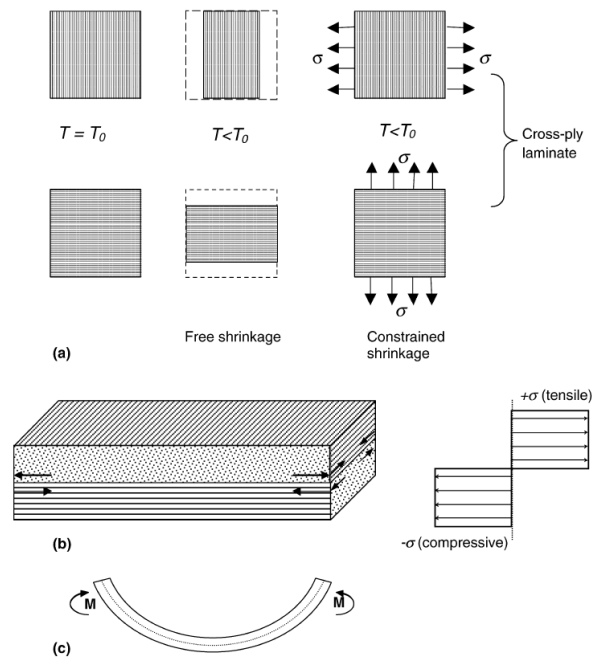 σ
σ
T = T₀
T<T₀
T<T₀
Cross-ply
laminate
σ
σ
Free shrinkage
Constrained
shrinkage
(a)
+σ (tensile)
-σ (compressive)
(b)
M
M
(c)